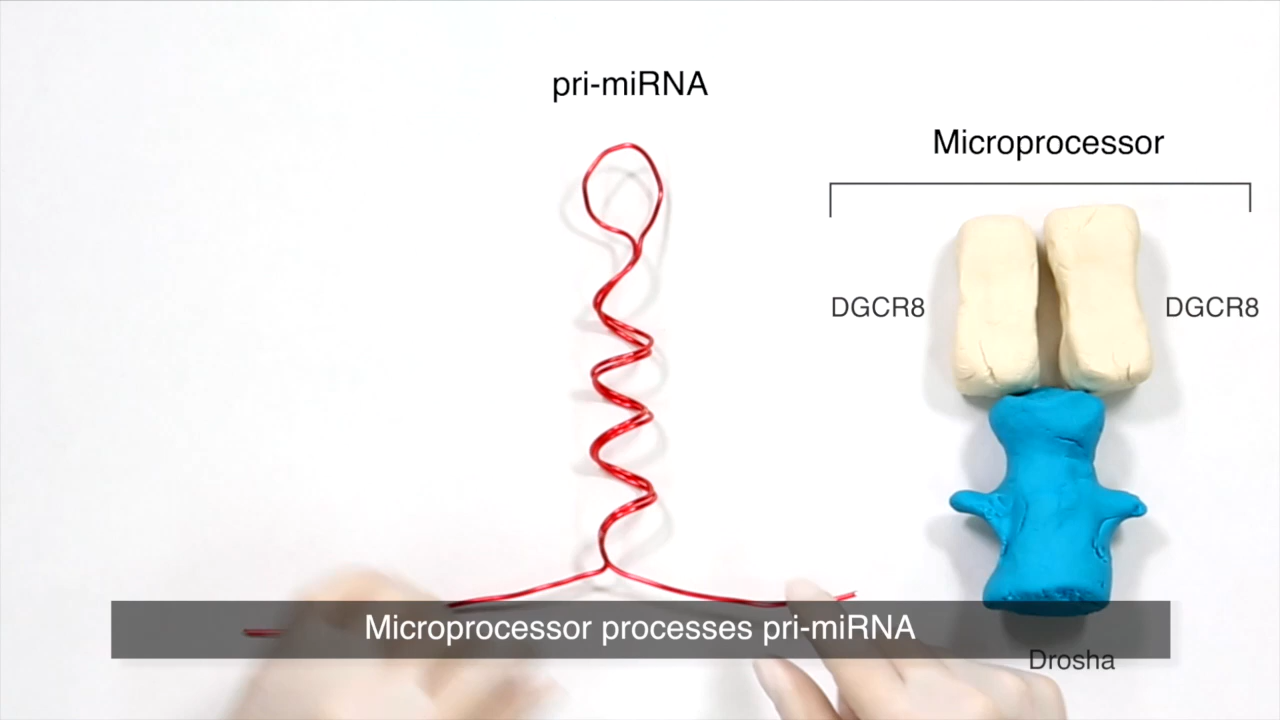 pri-miRNA
Microprocessor
DGCR8
DGCR8
Microprocessor processes pri-miRNA
Drosha